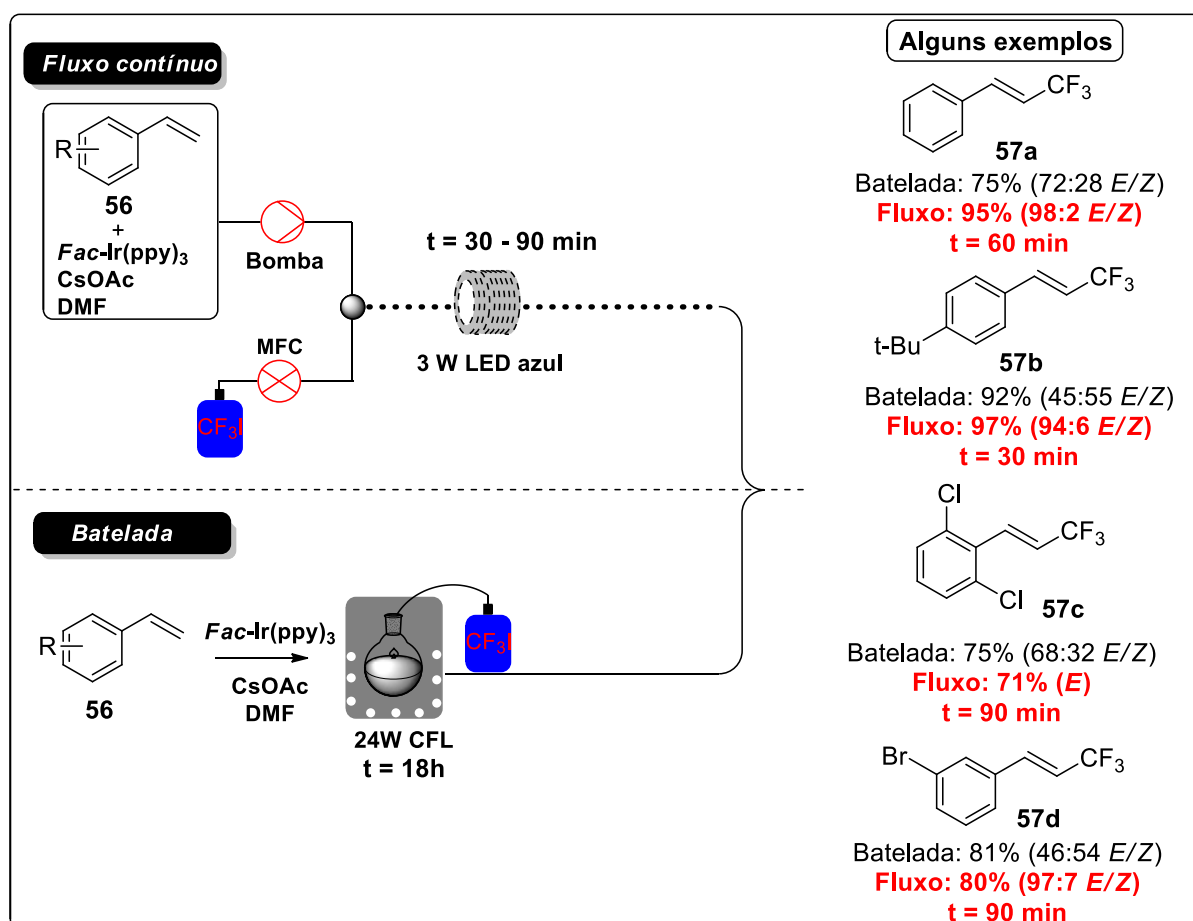 Fluxo contínuo
R
56
+
Fac-Ir(ppy)3
CsOAc
DMF
Bomba
MFC
CF3I
t = 30 - 90 min
3 W LED azul
Batelada
R
56
Fac-Ir(ppy)3
CsOAc
DMF
CF3I
24W CFL
t = 18h
Alguns exemplos
CF3
57a
Batelada: 75% (72:28 E/Z)
Fluxo: 95% (98:2 E/Z)
t = 60 min
CF3
t-Bu
57b
Batelada: 92% (45:55 E/Z)
Fluxo: 97% (94:6 E/Z)
t = 30 min
Cl
CF3
Cl
57c
Batelada: 75% (68:32 E/Z)
Fluxo: 71% (E)
t = 90 min
Br
CF3
57d
Batelada: 81% (46:54 E/Z)
Fluxo: 80% (97:7 E/Z)
t = 90 min